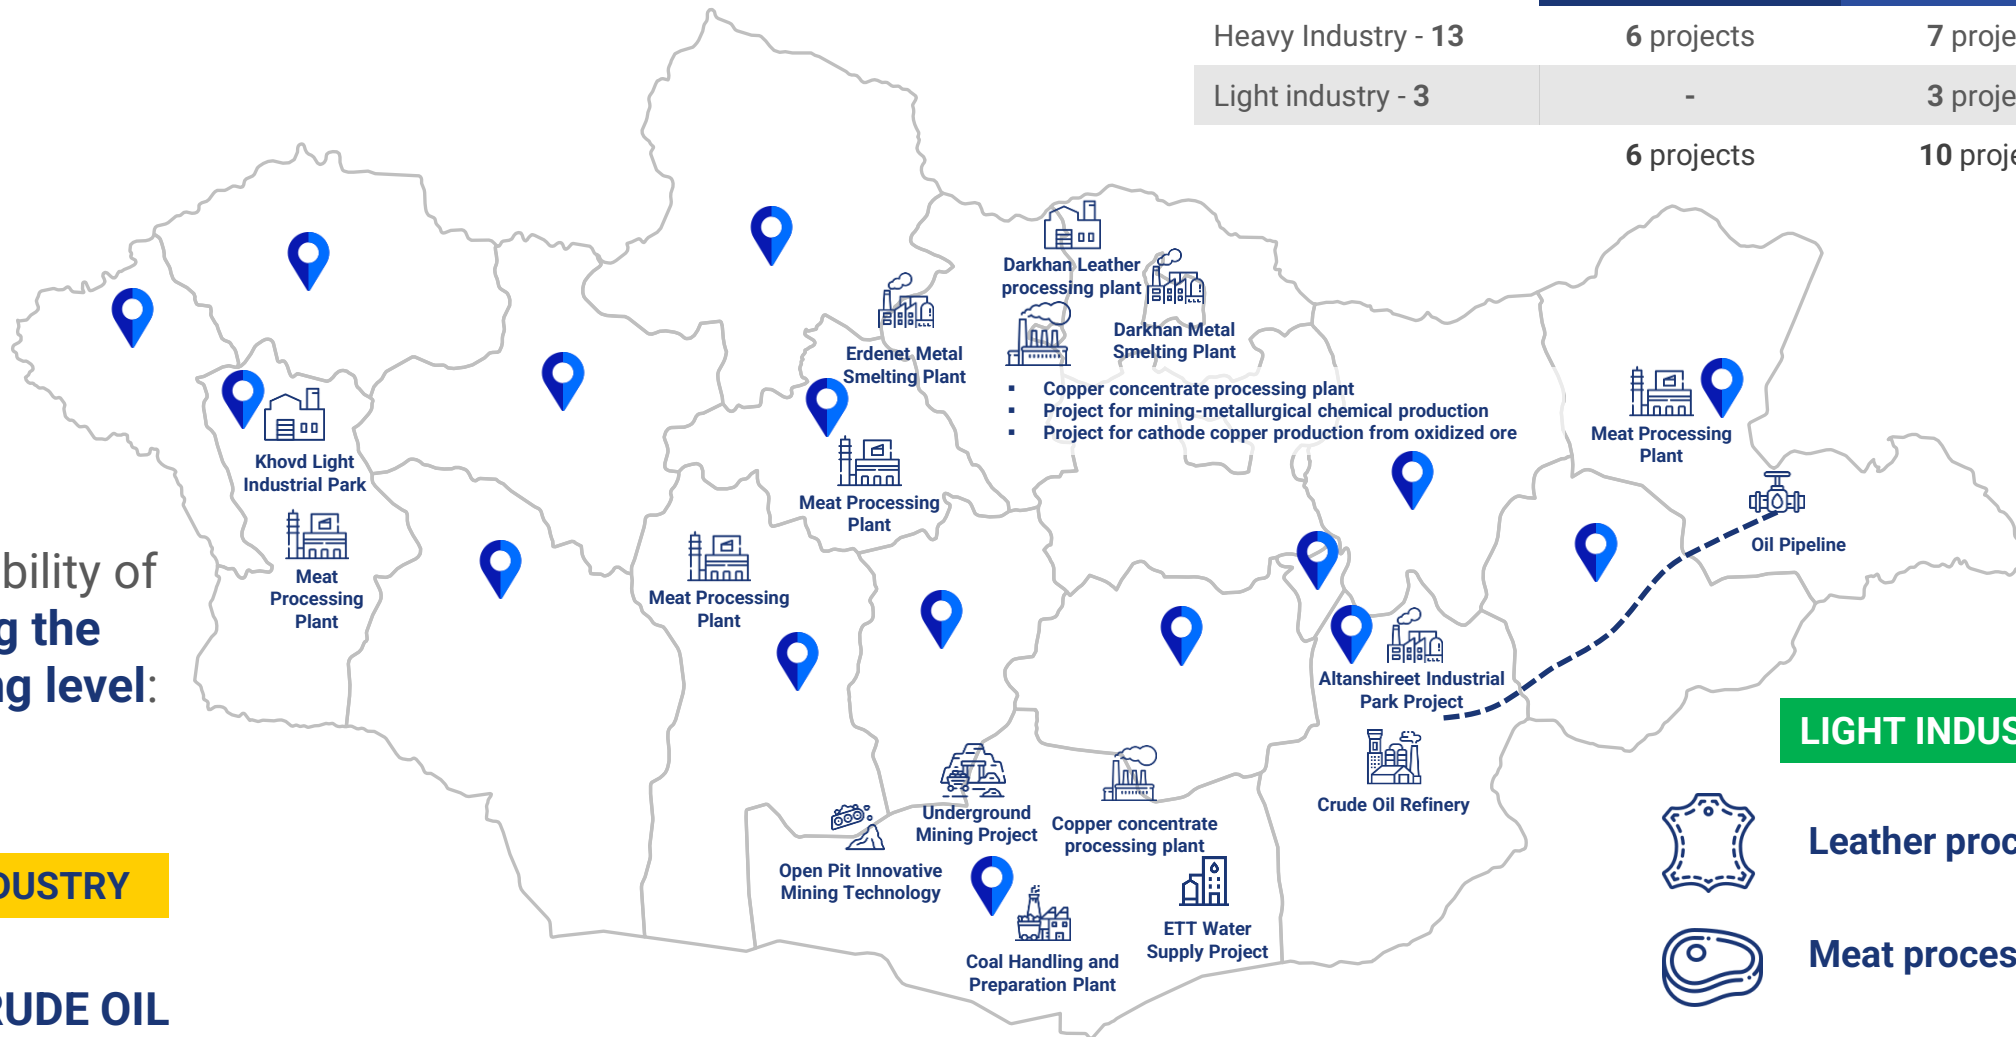 Heavy Industry - 13 6 projects 7 proje
Light industry - 3 - 3 proje
6 projects 10 proje
Darkhan Leather
processing plant
Darkhan Metal
Smelting Plant
Erdenet Metal
Smelting Plant
▪ Copper concentrate processing plant
▪ Project for mining-metallurgical chemical production
▪ Project for cathode copper production from oxidized ore
Meat Processing
Plant
Khovd Light
Industrial Park
Meat Processing
Plant
Oil Pipeline
bility of
g the
ng level:
Meat
Processing
Plant
Meat Processing
Plant
Altanshireet Industrial
Park Project
LIGHT INDUS
Crude Oil Refinery
Underground
Mining Project
Copper concentrate
processing plant
Leather proc
Open Pit Innovative
Mining Technology
DUSTRY
ETT Water
Supply Project
Meat proces
Coal Handling and
Preparation Plant
RUDE OIL